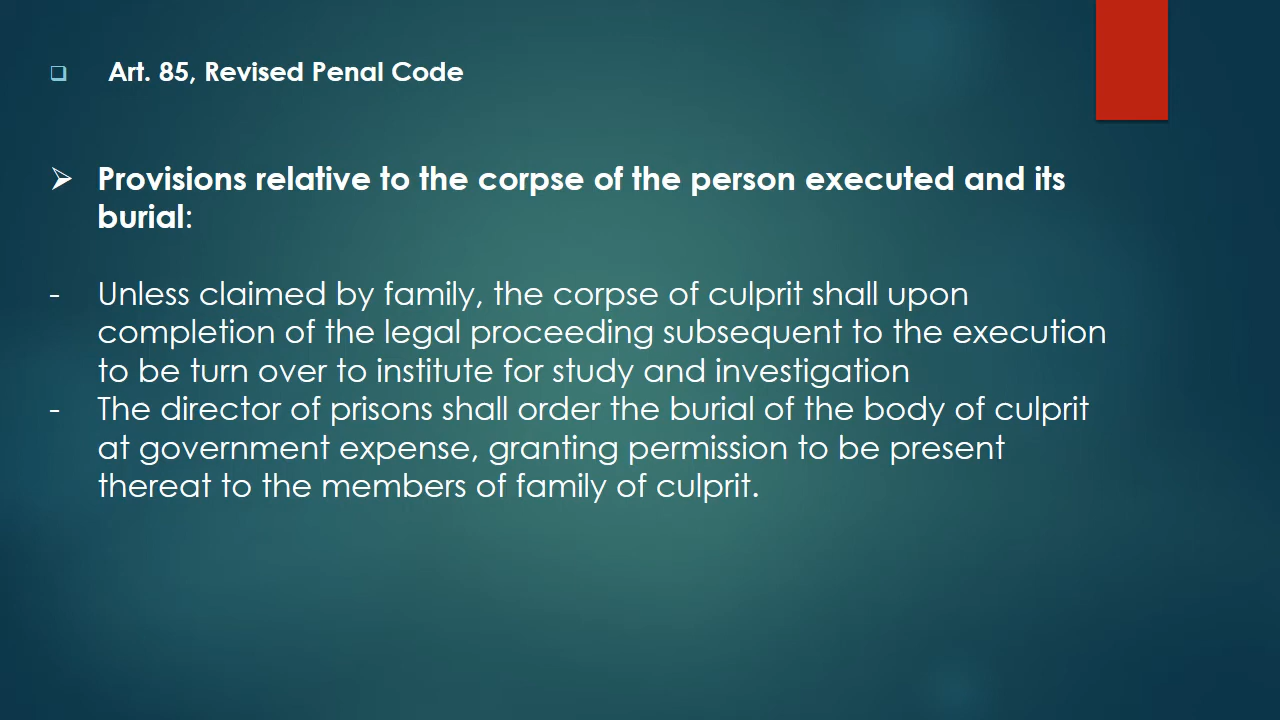 Art. 85, Revised Penal Code
Provisions relative to the corpse of the person executed and its
burial:
- Unless claimed by family, the corpse of culprit shall upon
completion of the legal proceeding subsequent to the execution
to be turn over to institute for study and investigation
- The director of prisons shall order the burial of the body of culprit
at government expense, granting permission to be present
thereat to the members of family of culprit.